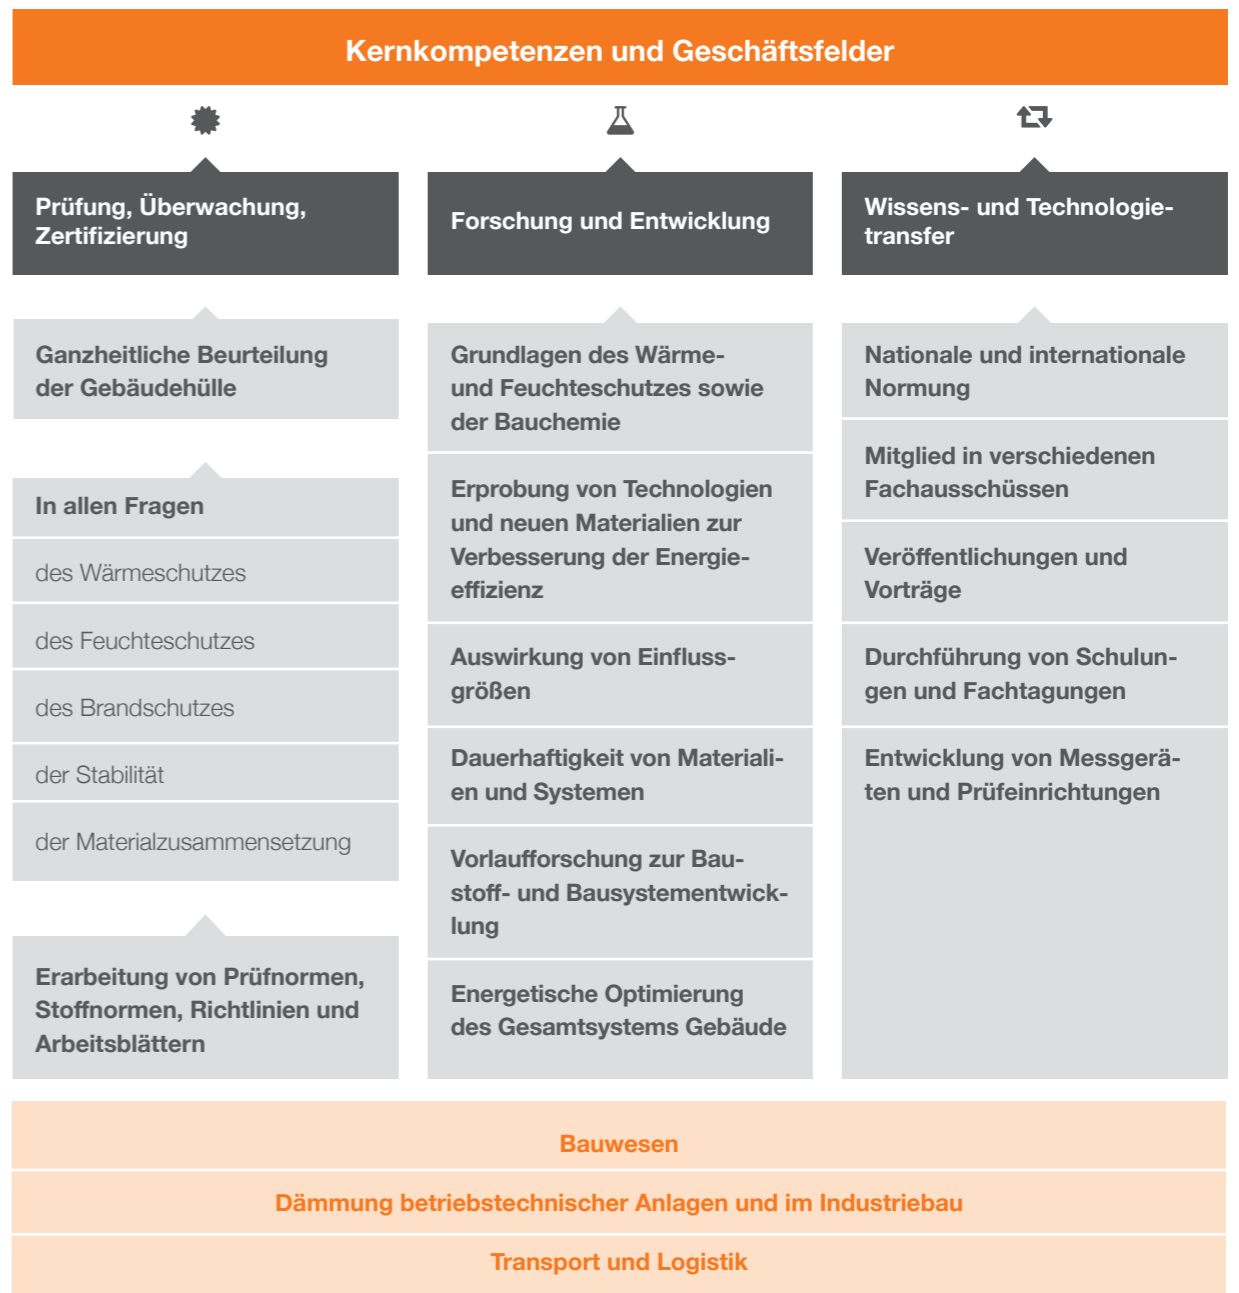 Kernkompetenzen und Geschäftsfelder
Prüfung, Überwachung,
Zertifizierung
Ganzheitliche Beurteilung
der Gebäudehülle
In allen Fragen
des Wärmeschutzes
des Feuchteschutzes
des Brandschutzes
der Stabilität
der Materialzusammensetzung
Erarbeitung von Prüfnormen,
Stoffnormen, Richtlinien und
Arbeitsblättern
Forschung und Entwicklung
Grundlagen des Wärme-
und Feuchteschutzes sowie
der Bauchemie
Erprobung von Technologien
und neuen Materialien zur
Verbesserung der Energie-
effizienz
Auswirkung von Einfluss-
größen
Dauerhaftigkeit von Materiali-
en und Systemen
Vorlaufforschung zur Bau-
stoff- und Bausystementwick-
lung
Energetische Optimierung
des Gesamtsystems Gebäude
Wissens- und Technologie-
transfer
Nationale und internationale
Normung
Mitglied in verschiedenen
Fachausschüssen
Veröffentlichungen und
Vorträge
Durchführung von Schulun-
gen und Fachtagungen
Entwicklung von Messgerä-
ten und Prüfeinrichtungen
Bauwesen
Dämmung betriebstechnischer Anlagen und im Industriebau
Transport und Logistik